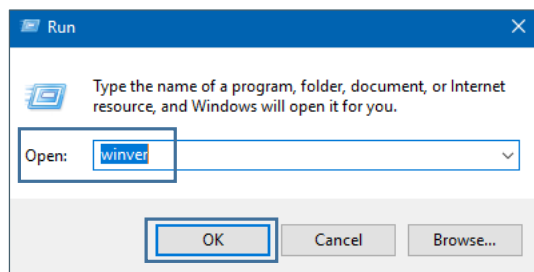 Run
Type the name of a program, folder, document, or Internet
resource, and Windows will open it for you.
Open: winver
OK Cancel Browse...